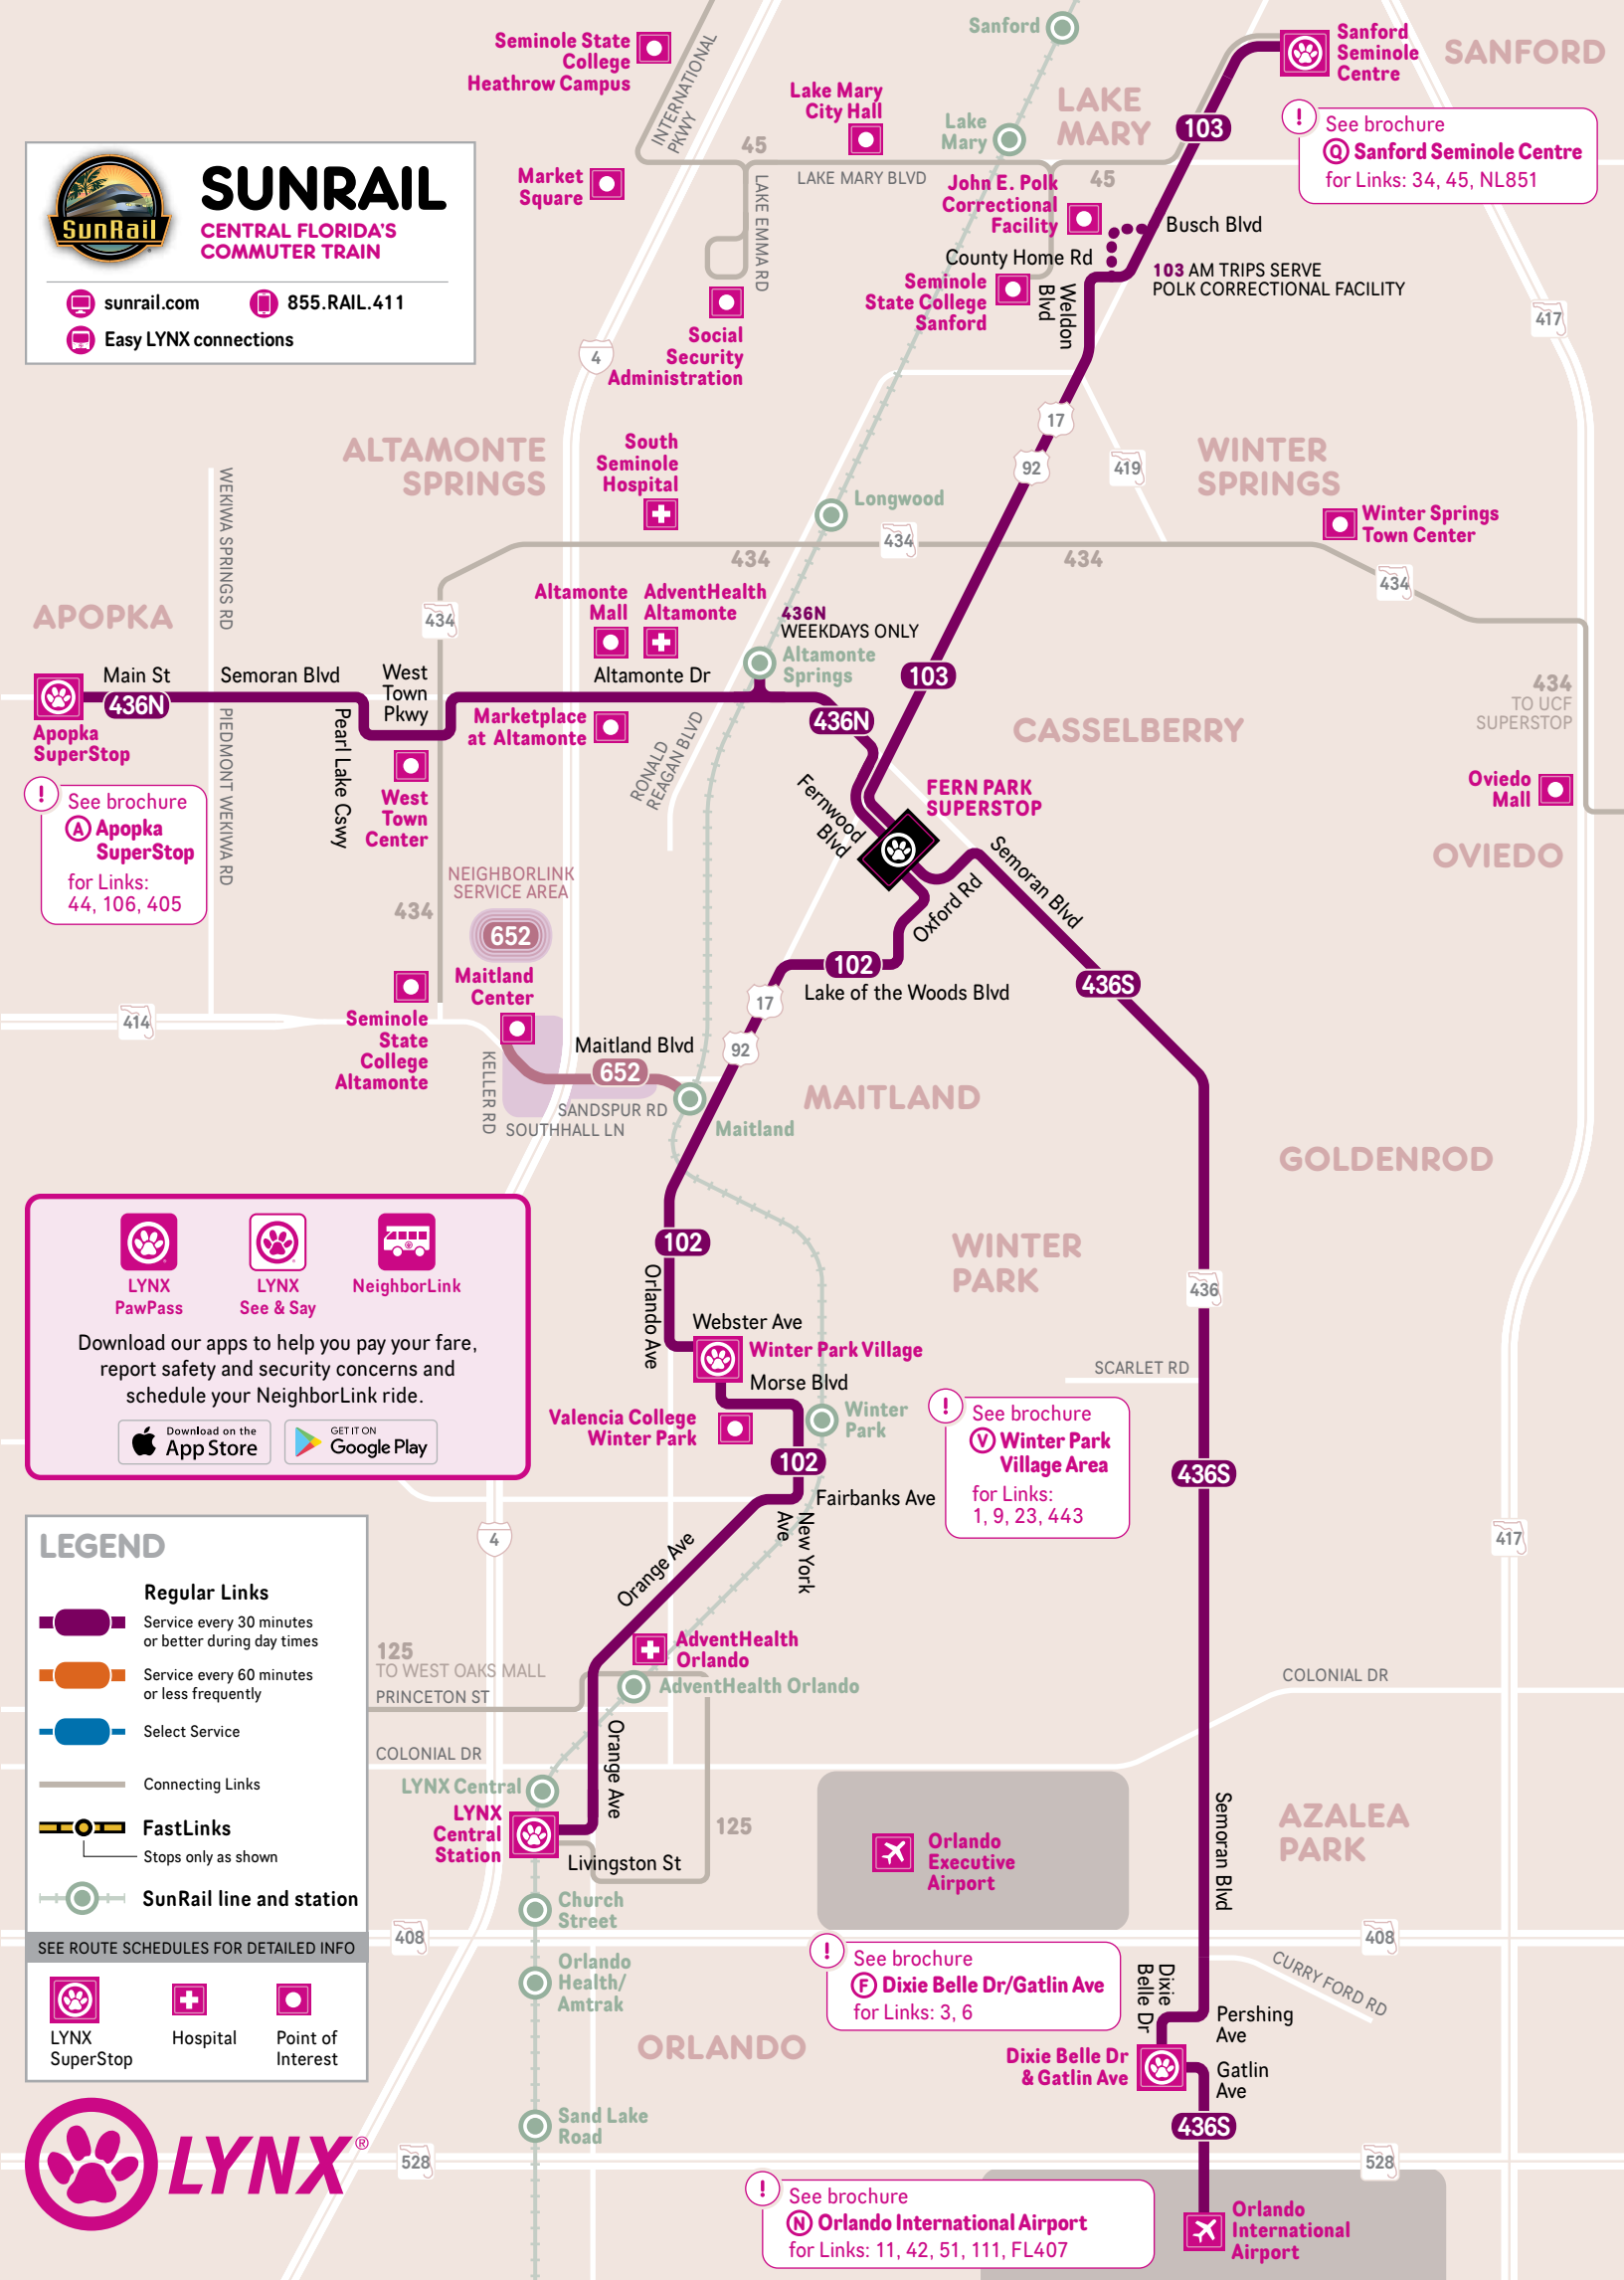 Sanford
Seminole State
College
Heathrow Campus
INTERNATIONAL
PKWY
Lake Mary
City Hall
Lake
Mary
LAKE
MARY
103
Sanford
Seminole
Centre
SANFORD
!
See brochure
Q Sanford Seminole Centre
for Links: 34, 45, NL851
SunRail
SUNRAIL
CENTRAL FLORIDA'S
COMMUTER TRAIN
sunrail.com
855.RAIL.411
Easy LYNX connections
45
LAKE MARY BLVD
45
Market
Square
LAKE EMMA RD
John E. Polk
Correctional
Facility
Busch Blvd
County Home Rd
103 AM TRIPS SERVE
POLK CORRECTIONAL FACILITY
Seminole
State College
Sanford
Weldon
Blvd
Social
Security
Administration
4
417
17
92
419
ALTAMONTE
SPRINGS
South
Seminole
Hospital
WINTER
SPRINGS
Longwood
Winter Springs
Town Center
WEKIWA SPRINGS RD
434
434
434
434
434
Altamonte
Mall
AdventHealth
Altamonte
436N
WEEKDAYS ONLY
Altamonte
Springs
APOPKA
Main St
436N
Semoran Blvd
West
Town
Pkwy
Altamonte Dr
103
436N
Apopka
SuperStop
Pearl Lake Cswy
PIEDMONT WEKIWA RD
Marketplace
at Altamonte
RONALD
REAGAN BLVD
CASSELBERRY
434
TO UCF
SUPERSTOP
!
See brochure
A Apopka
SuperStop
for Links:
44, 106, 405
West
Town
Center
Fernwood
Blvd
FERN PARK
SUPERSTOP
Oviedo
Mall
OVIEDO
Semoran Blvd
Oxford Rd
NEIGHBORLINK
SERVICE AREA
652
434
102
Lake of the Woods Blvd
436S
Maitland
Center
414
Seminole
State
College
Altamonte
17
92
Maitland Blvd
652
KELLER RD
SANDSPUR RD
SOUTHHALL LN
Maitland
MAITLAND
GOLDENROD
LYNX
PawPass
LYNX
See & Say
NeighborLink
Download our apps to help you pay your fare,
report safety and security concerns and
schedule your NeighborLink ride.
Download on the
App Store
GET IT ON
Google Play
102
Orlando Ave
WINTER
PARK
436
Webster Ave
Winter Park Village
Morse Blvd
SCARLET RD
Valencia College
Winter Park
Winter
Park
!
See brochure
V Winter Park
Village Area
for Links:
1, 9, 23, 443
102
436S
Fairbanks Ave
New York
Ave
4
417
Orange Ave
LEGEND
Regular Links
Service every 30 minutes
or better during day times
Service every 60 minutes
or less frequently
Select Service
Connecting Links
FastLinks
Stops only as shown
SunRail line and station
SEE ROUTE SCHEDULES FOR DETAILED INFO
LYNX
SuperStop
Hospital
Point of
Interest
125
TO WEST OAKS MALL
PRINCETON ST
AdventHealth
Orlando
AdventHealth Orlando
COLONIAL DR
COLONIAL DR
Orange Ave
LYNX Central
LYNX
Central
Station
125
Livingston St
Orlando
Executive
Airport
Semoran Blvd
AZALEA
PARK
Church
Street
408
408
Orlando
Health/
Amtrak
!
See brochure
F Dixie Belle Dr/Gatlin Ave
for Links: 3, 6
CURRY FORD RD
Dixie
Belle Dr
Pershing
Ave
ORLANDO
Dixie Belle Dr
& Gatlin Ave
Gatlin
Ave
436S
Sand Lake
Road
LYNX®
528
528
!
See brochure
N Orlando International Airport
for Links: 11, 42, 51, 111, FL407
Orlando
International
Airport